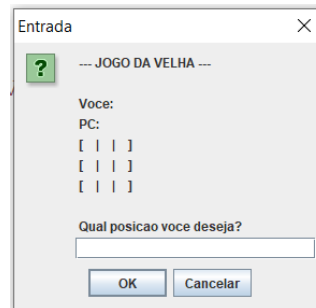 Entrada
--- JOGO DA VELHA ---
Voce:
PC:
[ | | ]
[ | | ]
[ | | ]
Qual posicao voce deseja?
OK
Cancelar